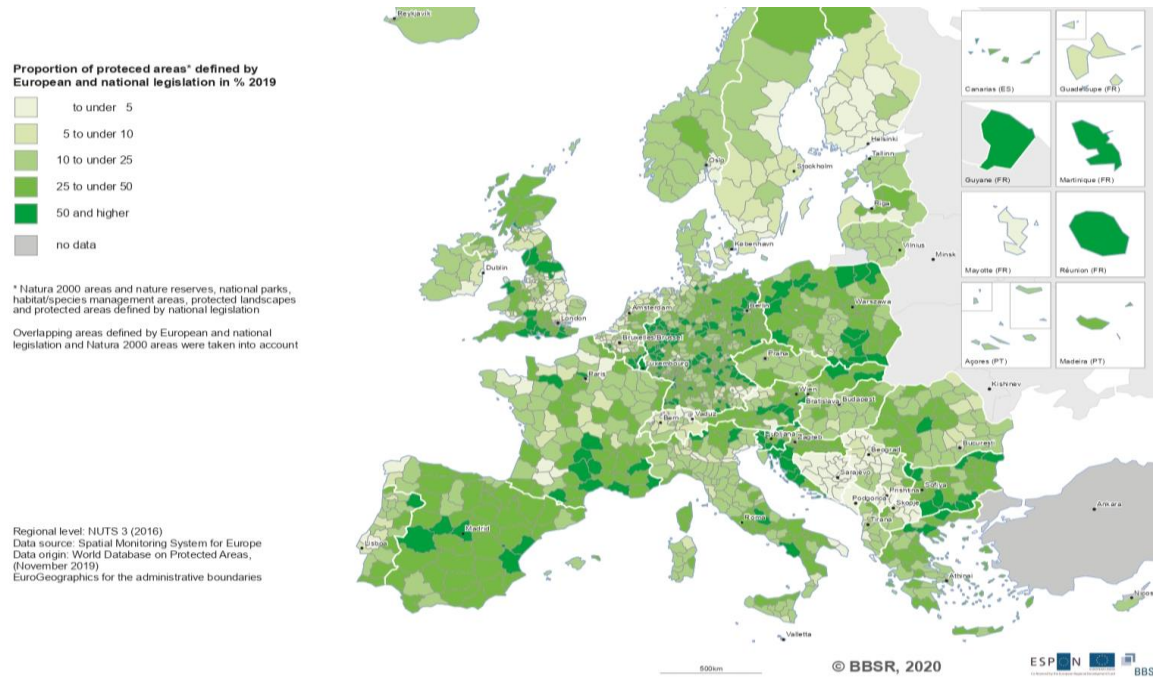 Proportion of proteced areas* defined by
European and national legislation in % 2019
to under 5
5 to under 10
10 to under 25
25 to under 50
50 and higher
no data
* Natura 2000 areas and nature reserves, national parks,
habitat/species management areas, protected landscapes
and protected areas defined by national legislation
Overlapping areas defined by European and national
legislation and Natura 2000 areas were taken into account
Regional level: NUTS 3 (2016)
Data source: Spatial Monitoring System for Europe
Data origin: World Database on Protected Areas,
(November 2019)
EuroGeographics for the administrative boundaries
Reykjavik
Helsinki
Tallinn
Oslo
Stockholm
Riga
København
Vilnius
Minsk
Dublin
London
Amsterdam
Berlin
Warszawa
Bruxelles/Brussel
Luxembourg
Praha
Paris
Wien
Bratislava
Budapest
Kishinev
Bern
Vaduz
Ljubljana
Zagreb
Beograd
Bucuresti
Sarajevo
Prishtina
Sofiya
Podgorica
Skopje
Tirana
Roma
Madrid
Lisboa
Ankara
Athinai
Valletta
Canarias (ES)
Guadeloupe (FR)
Guyane (FR)
Martinique (FR)
Mayotte (FR)
Réunion (FR)
Açores (PT)
Madeira (PT)
500km
© BBSR, 2020
ESPON
BBS